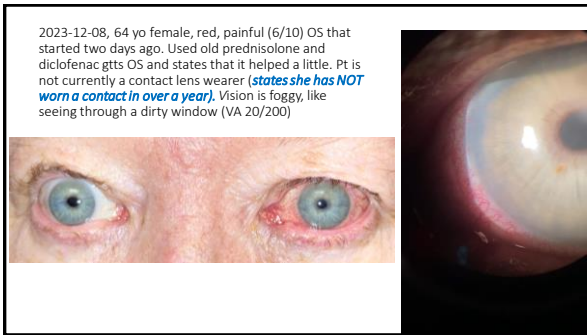 2023-12-08, 64 yo female, red, painful (6/10) OS that
started two days ago. Used old prednisolone and
diclofenac gtts OS and states that it helped a little. Pt is
not currently a contact lens wearer (states she has NOT
worn a contact in over a year). Vision is foggy, like
seeing through a dirty window (VA 20/200)